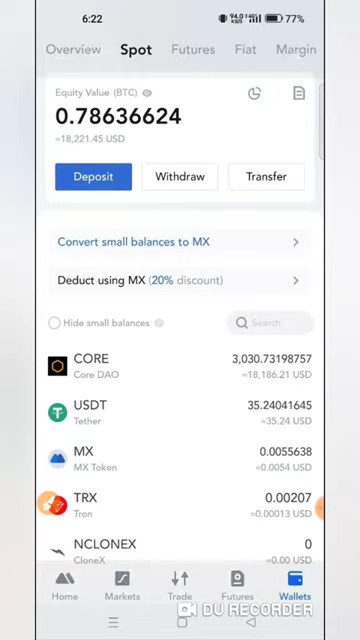 6:22
94.0
77%
Overview
Spot
Futures
Fiat
Margin
Equity Value (BTC)
0.78636624
≈18,221.45 USD
Deposit
Withdraw
Transfer
Convert small balances to MX
Deduct using MX (20% discount)
Hide small balances
Search
CORE
3,030.73198757
Core DAO
≈18,186.21 USD
USDT
35.24041645
Tether
≈35.24 USD
MX
0.0055638
MX Token
≈0.0054 USD
TRX
0.00207
Tron
≈0.00013 USD
NCLONEX
0
CloneX
≈0.00 USD
Home
Markets
Trade
Futures
Wallets
DU RECORDER